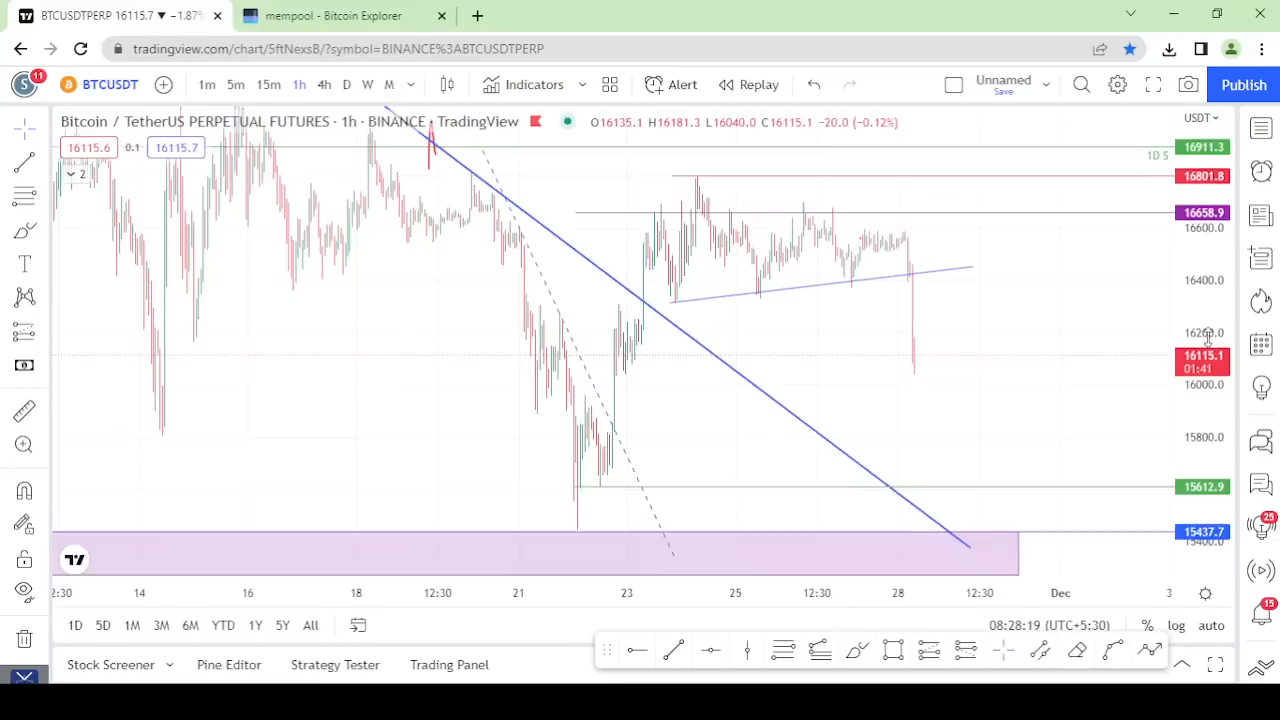 BTCUSDTPERP 16115.7 ▼ −1.87%
mempool - Bitcoin Explorer
tradingview.com/chart/5ftNexsB/?symbol=BINANCE%3ABTCUSDTPERP
S 11 BTCUSDT 1m 5m 15m 1h 4h D W M Indicators Alert Replay Unnamed Save Publish
Bitcoin / TetherUS PERPETUAL FUTURES · 1h · BINANCE · TradingView O16135.1 H16181.3 L16040.0 C16115.1 −20.0 (−0.12%) USDT
16115.6 0.1 16115.7
2
1D S 16911.3
16801.8
16658.9
16600.0
16400.0
16200.0
16115.1
01:41
16000.0
15800.0
15612.9
15437.7
15400.0
2:30 14 16 18 12:30 21 23 25 12:30 28 12:30 Dec 3
1D 5D 1M 3M 6M YTD 1Y 5Y All 08:28:19 (UTC+5:30) % log auto
Stock Screener Pine Editor Strategy Tester Trading Panel
25
15